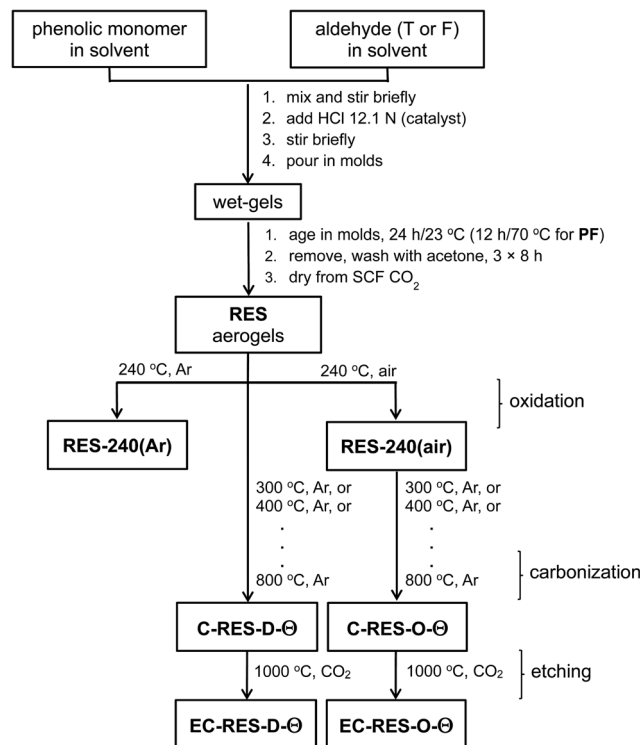 phenolic monomer
in solvent
aldehyde (T or F)
in solvent
1. mix and stir briefly
2. add HCl 12.1 N (catalyst)
3. stir briefly
4. pour in molds
wet-gels
1. age in molds, 24 h/23 °C (12 h/70 °C for PF)
2. remove, wash with acetone, 3 × 8 h
3. dry from SCF CO₂
RES
aerogels
240 °C, Ar
240 °C, air
oxidation
RES-240(Ar)
RES-240(air)
300 °C, Ar, or
400 °C, Ar, or
.
.
.
800 °C, Ar
300 °C, Ar, or
400 °C, Ar, or
.
.
.
800 °C, Ar
carbonization
C-RES-D-Θ
C-RES-O-Θ
1000 °C, CO₂
1000 °C, CO₂
etching
EC-RES-D-Θ
EC-RES-O-Θ